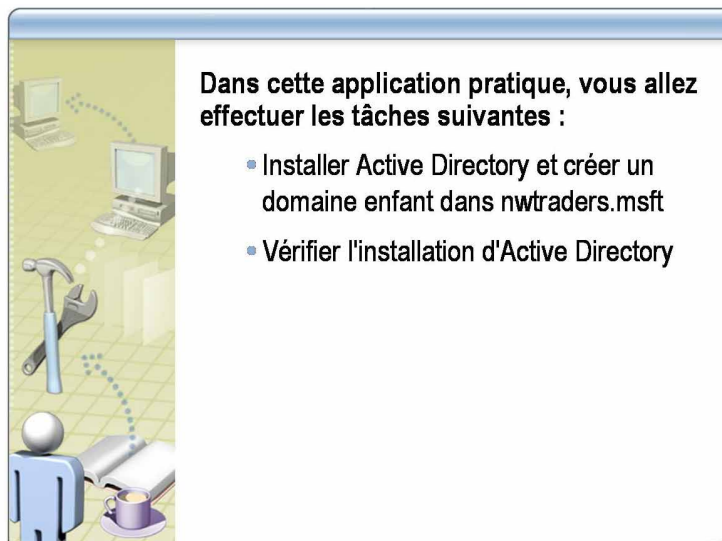 Dans cette application pratique, vous allez
effectuer les tâches suivantes :
Installer Active Directory et créer un
domaine enfant dans nwtraders.msft
Vérifier l'installation d'Active Directory